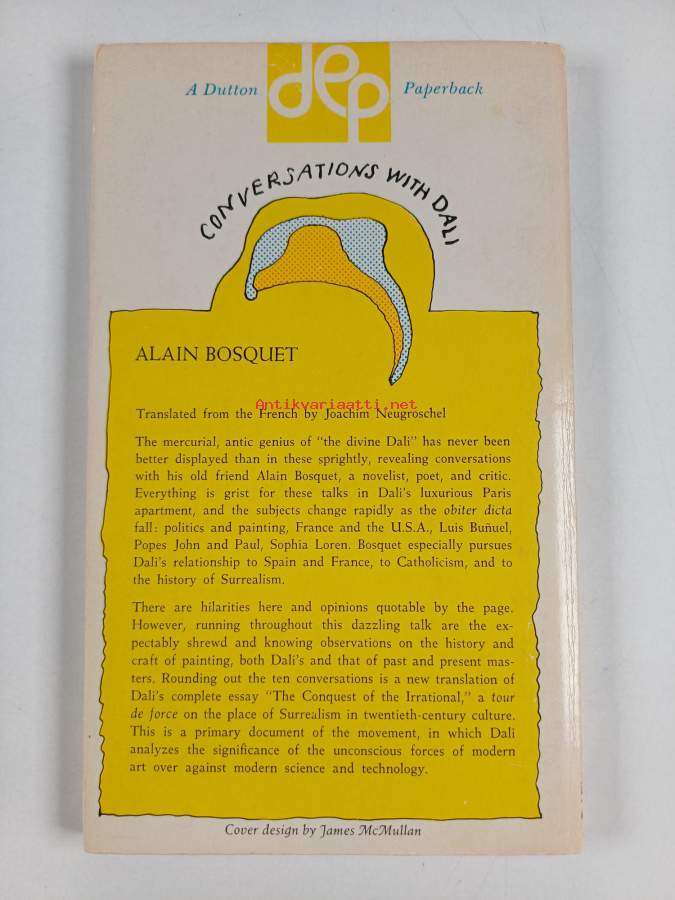 A Dutton dep Paperback
CONVERSATIONS WITH DALI
ALAIN BOSQUET
Antikvariaatti.net
Translated from the French by Joachim Neugröschel
The mercurial, antic genius of "the divine Dali" has never been
better displayed than in these sprightly, revealing conversations
with his old friend Alain Bosquet, a novelist, poet, and critic.
Everything is grist for these talks in Dali's luxurious Paris
apartment, and the subjects change rapidly as the obiter dicta
fall: politics and painting, France and the U.S.A., Luis Buñuel,
Popes John and Paul, Sophia Loren. Bosquet especially pursues
Dali's relationship to Spain and France, to Catholicism, and to
the history of Surrealism.
There are hilarities here and opinions quotable by the page.
However, running throughout this dazzling talk are the ex-
pectably shrewd and knowing observations on the history and
craft of painting, both Dali's and that of past and present mas-
ters. Rounding out the ten conversations is a new translation of
Dali's complete essay "The Conquest of the Irrational," a tour
de force on the place of Surrealism in twentieth-century culture.
This is a primary document of the movement, in which Dali
analyzes the significance of the unconscious forces of modern
art over against modern science and technology.
Cover design by James McMullan